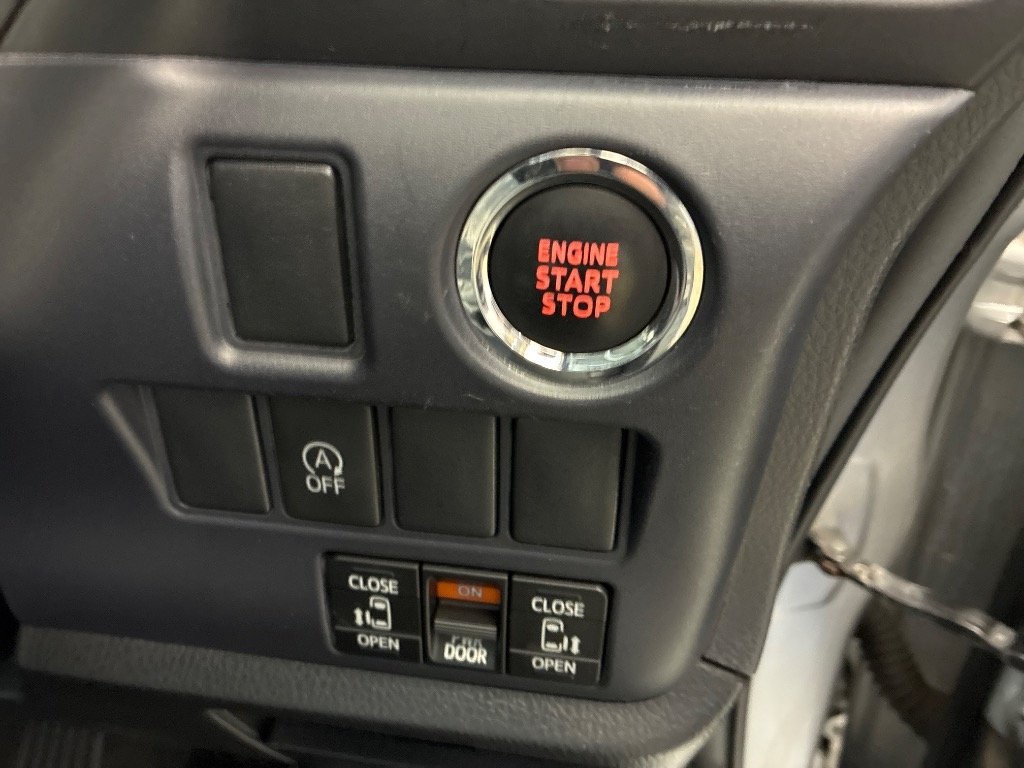 ENGINE
START
STOP
A
OFF
CLOSE
OPEN
ON
DOOR
CLOSE
OPEN